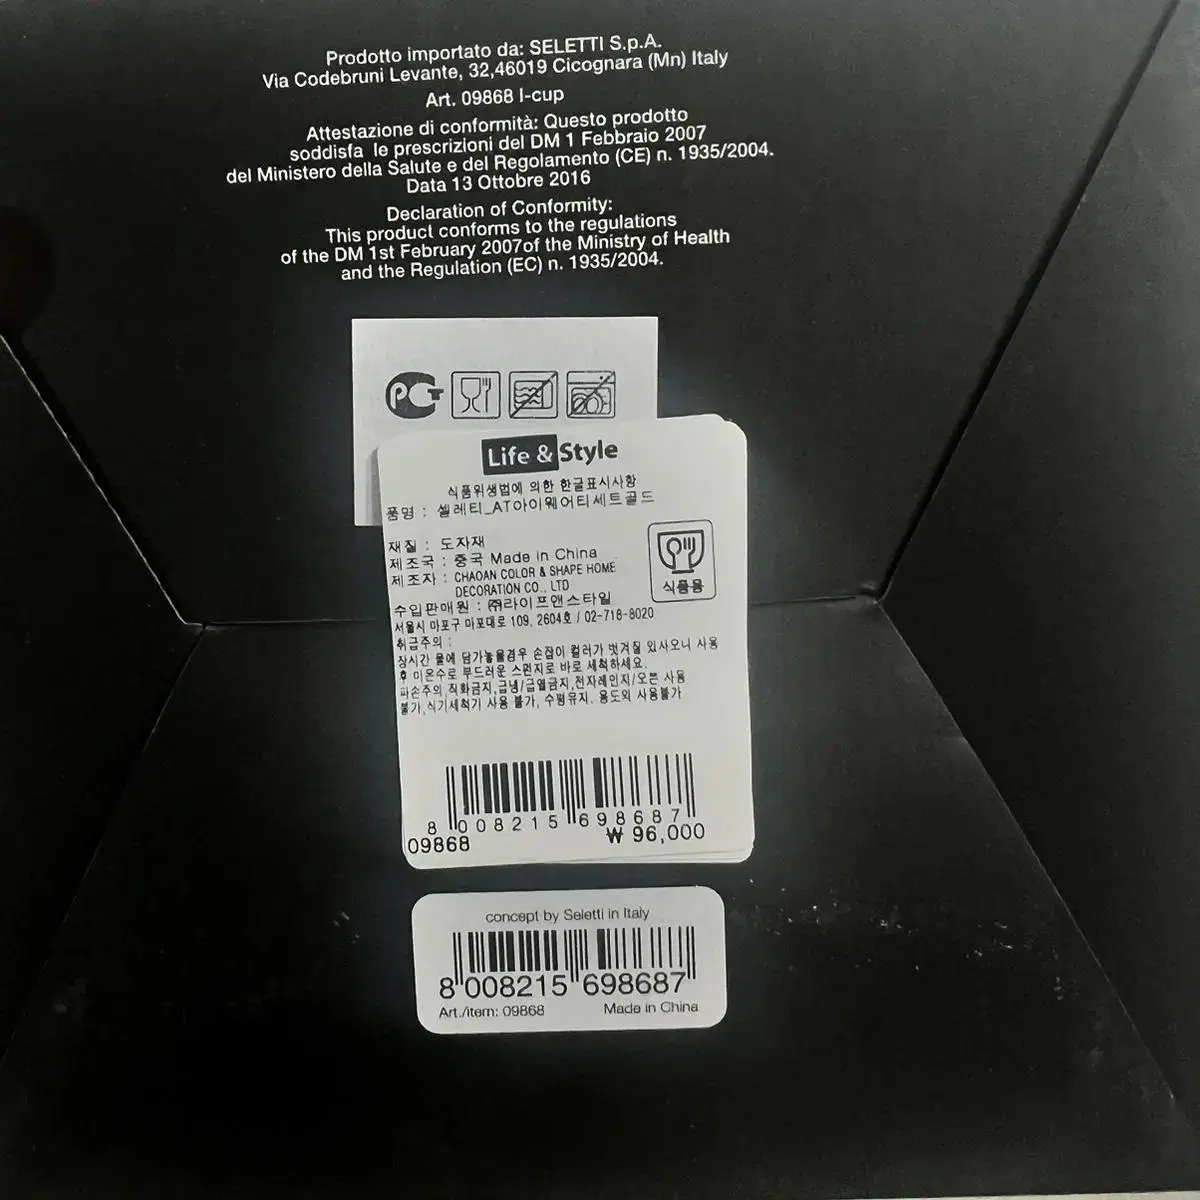 Prodotto importato da: SELETTI S.p.A.
Via Codebruni Levante, 32,46019 Cicognara (Mn) Italy
Art. 09868 I-cup
Attestazione di conformità: Questo prodotto
soddisfa le prescrizioni del DM 1 Febbraio 2007
del Ministero della Salute e del Regolamento (CE) n. 1935/2004.
Data 13 Ottobre 2016
Declaration of Conformity:
This product conforms to the regulations
of the DM 1st February 2007of the Ministry of Health
and the Regulation (EC) n. 1935/2004.
Life & Style
식품위생법에 의한 한글표시사항
품명 : 셀레티_AT아이웨어티세트골드
재질 : 도자재
제조국 : 중국 Made in China
제조자 : CHAOAN COLOR & SHAPE HOME
DECORATION CO., LTD
식품용
수입판매원 : ㈜라이프앤스타일
서울시 마포구 마포대로 109, 2604호 / 02-718-8020
취급주의 :
장시간 물에 담가놓을경우 손잡이 컬러가 벗겨질 있사오니 사용
후 미온수로 부드러운 스펀지로 바로 세척하세요.
파손주의,직화금지,급냉/급열금지,전자레인지/오븐 사용
불가,식기세척기 사용 불가, 수평유지. 용도외 사용불가
8 008215 698687
09868 ₩ 96,000
concept by Seletti in Italy
8 008215 698687
Art./item: 09868 Made in China